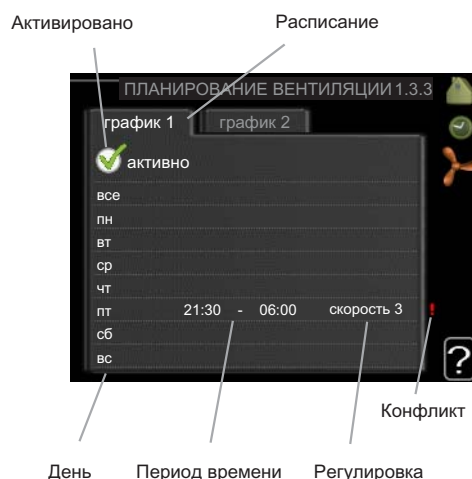 Активировано Расписание
ПЛАНИРОВАНИЕ ВЕНТИЛЯЦИИ 1.3.3
график 1 график 2
активно
все
пн
вт
ср
чт
пт 21:30 - 06:00 скорость 3 !
сб
вс
?
Конфликт
День Период времени Регулировка